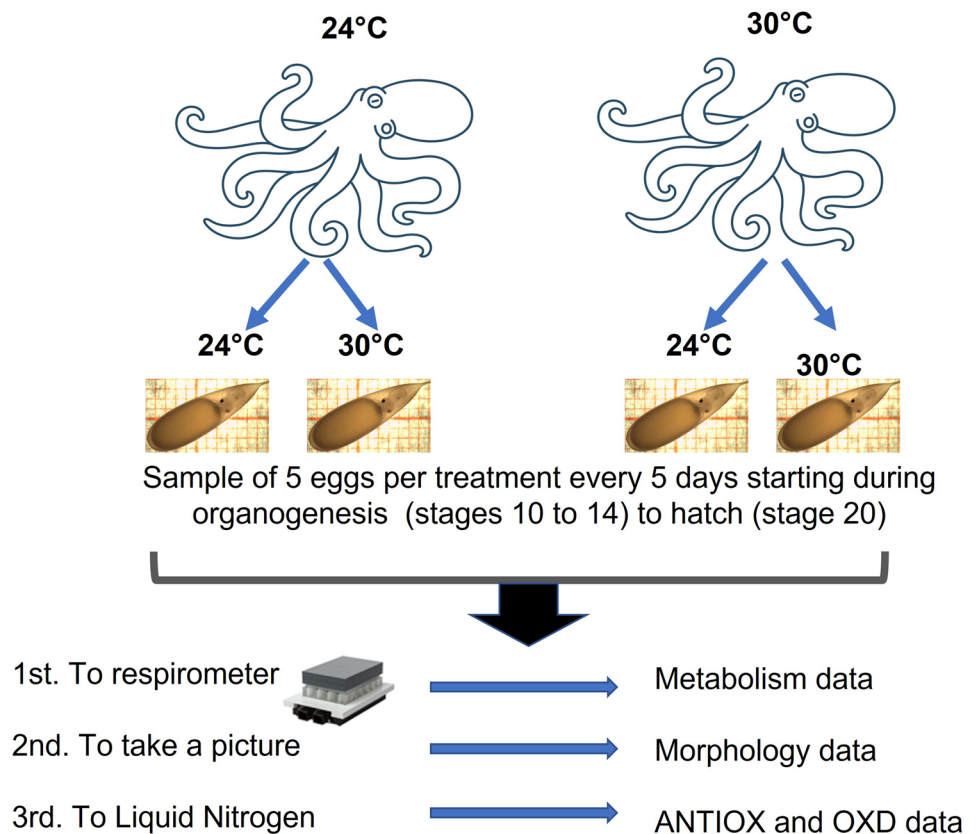 24°C
30°C
24°C
30°C
24°C
30°C
Sample of 5 eggs per treatment every 5 days starting during
organogenesis (stages 10 to 14) to hatch (stage 20)
1st. To respirometer
Metabolism data
2nd. To take a picture
Morphology data
3rd. To Liquid Nitrogen
ANTIOX and OXD data